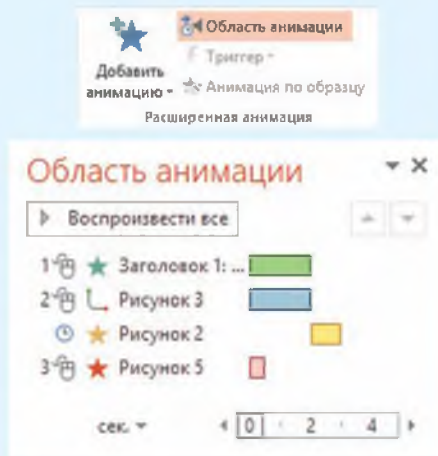 Добавить
анимацию
Область анимации
Триггер
Анимация по образцу
Расширенная анимация
Область анимации
Воспроизвести все
1 Заголовок 1: ...
2 Рисунок 3
Рисунок 2
3 Рисунок 5
сек. 0 2 4